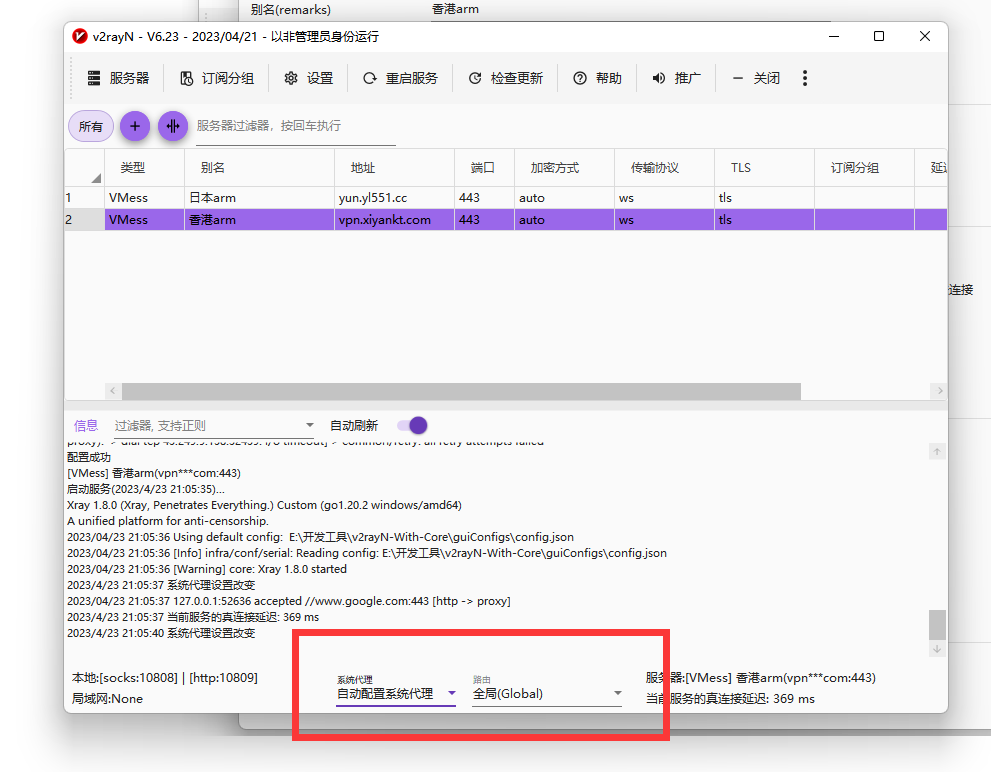 别名(remarks) 香港arm
v2rayN - V6.23 - 2023/04/21 - 以非管理员身份运行
服务器 订阅分组 设置 重启服务 检查更新 帮助 推广 关闭
所有 服务器过滤器，按回车执行
类型 别名 地址 端口 加密方式 传输协议 TLS 订阅分组
1 VMess 日本arm yun.yl551.cc 443 auto ws tls
2 VMess 香港arm vpn.xiyankt.com 443 auto ws tls
连接
信息 过滤器, 支持正则 自动刷新
配置成功
[VMess] 香港arm(vpn***com:443)
启动服务(2023/4/23 21:05:35)...
Xray 1.8.0 (Xray, Penetrates Everything.) Custom (go1.20.2 windows/amd64)
A unified platform for anti-censorship.
2023/04/23 21:05:36 Using default config:  E:\开发工具\v2rayN-With-Core\guiConfigs\config.json
2023/04/23 21:05:36 [Info] infra/conf/serial: Reading config: E:\开发工具\v2rayN-With-Core\guiConfigs\config.json
2023/04/23 21:05:36 [Warning] core: Xray 1.8.0 started
2023/4/23 21:05:37 系统代理设置改变
2023/04/23 21:05:37 127.0.0.1:52636 accepted //www.google.com:443 [http -> proxy]
2023/4/23 21:05:37 当前服务的真连接延迟: 369 ms
2023/4/23 21:05:40 系统代理设置改变
系统代理 路由
本地:[socks:10808] | [http:10809] 自动配置系统代理 全局(Global) 服务器:[VMess] 香港arm(vpn***com:443)
局域网:None 当前服务的真连接延迟: 369 ms